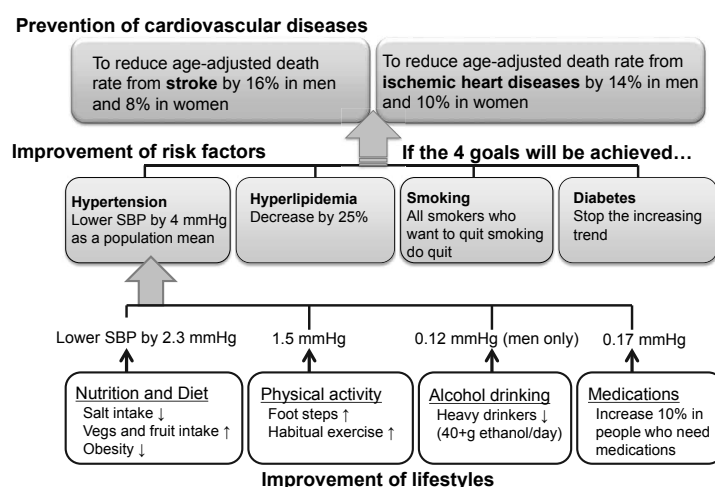 Prevention of cardiovascular diseases
To reduce age-adjusted death
rate from stroke by 16% in men
and 8% in women
To reduce age-adjusted death rate from
ischemic heart diseases by 14% in men
and 10% in women
Improvement of risk factors
If the 4 goals will be achieved…
Hypertension
Lower SBP by 4 mmHg
as a population mean
Hyperlipidemia
Decrease by 25%
Smoking
All smokers who
want to quit smoking
do quit
Diabetes
Stop the increasing
trend
Lower SBP by 2.3 mmHg
1.5 mmHg
0.12 mmHg (men only)
0.17 mmHg
Nutrition and Diet
Salt intake ↓
Vegs and fruit intake ↑
Obesity ↓
Physical activity
Foot steps ↑
Habitual exercise ↑
Alcohol drinking
Heavy drinkers ↓
(40+g ethanol/day)
Medications
Increase 10% in
people who need
medications
Improvement of lifestyles